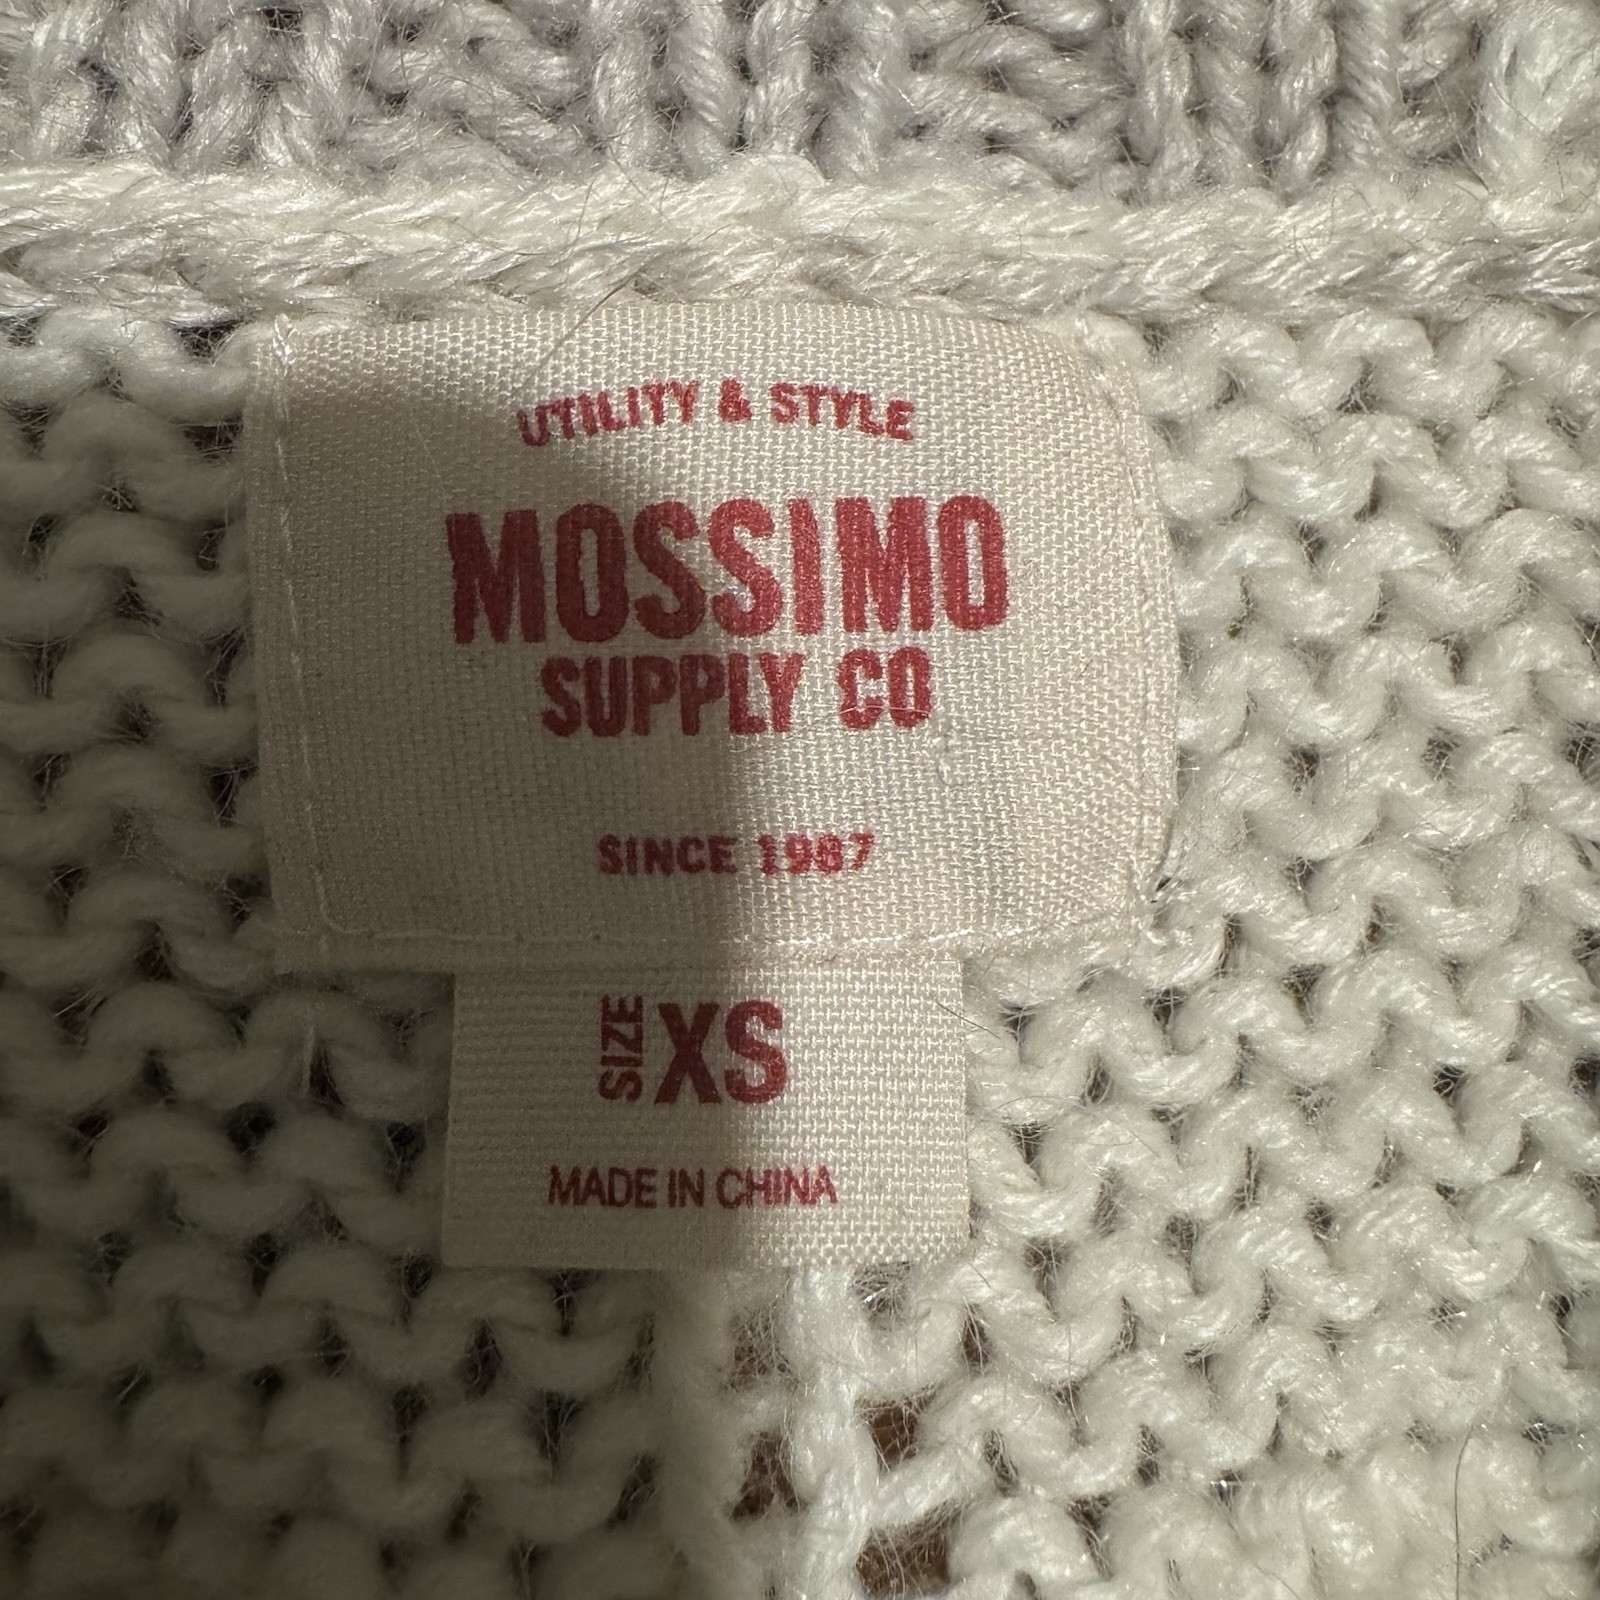 UTILITY & STYLE
MOSSIMO
SUPPLY CO
SINCE 1987
SIZE XS
MADE IN CHINA